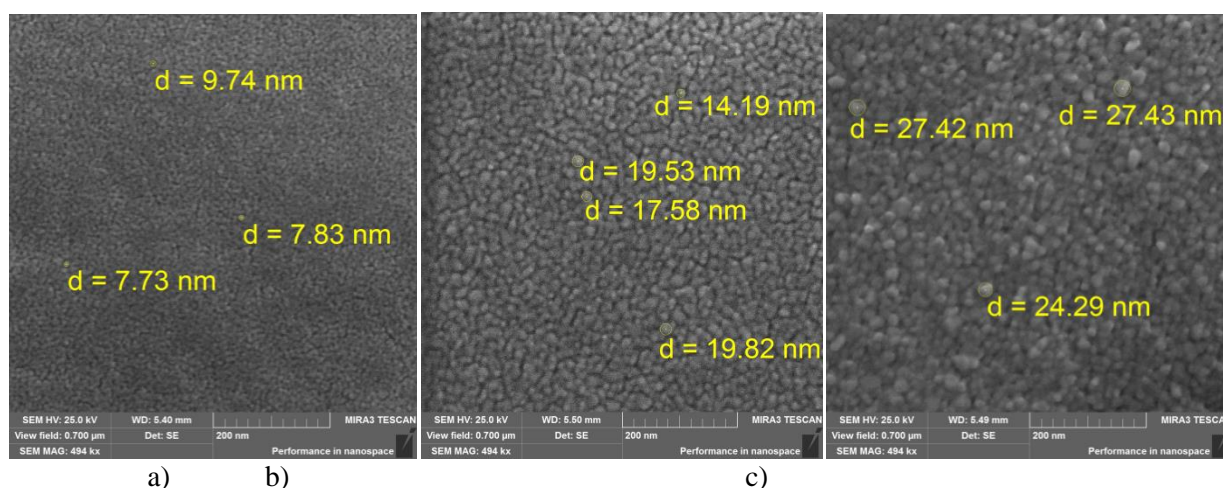 d = 9.74 nm
d = 7.83 nm
d = 7.73 nm
SEM HV: 25.0 kV WD: 5.40 mm MIRA3 TESCAN
View field: 0.700 µm Det: SE 200 nm
SEM MAG: 494 kx Performance in nanospace
d = 14.19 nm
d = 19.53 nm
d = 17.58 nm
d = 19.82 nm
SEM HV: 25.0 kV WD: 5.50 mm MIRA3 TESCAN
View field: 0.700 µm Det: SE 200 nm
SEM MAG: 494 kx Performance in nanospace
d = 27.43 nm
d = 27.42 nm
d = 24.29 nm
SEM HV: 25.0 kV WD: 5.49 mm MIRA3 TESCAN
View field: 0.700 µm Det: SE 200 nm
SEM MAG: 494 kx Performance in nanospace
a) b) c)